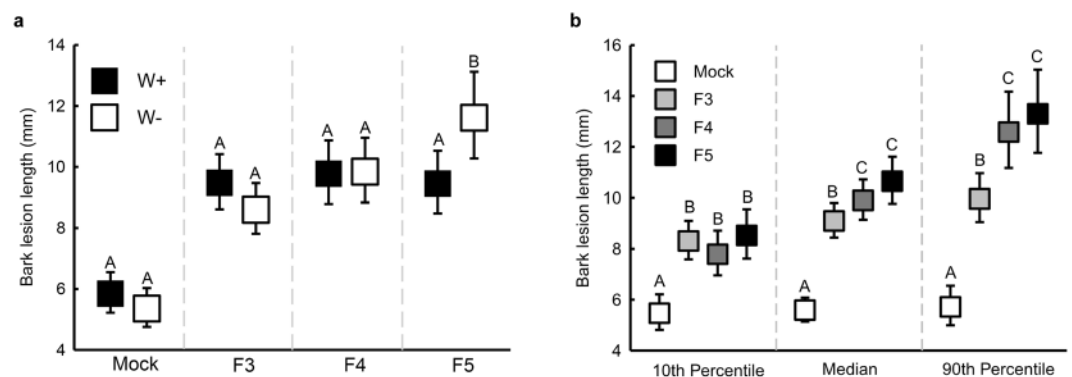 a
14
12
10
8
6
4
Bark lesion length (mm)
W+
W-
A
A
A
A
A
A
A
B
Mock
F3
F4
F5
b
16
14
12
10
8
6
4
Bark lesion length (mm)
Mock
F3
F4
F5
A
B
B
B
A
B
C
C
A
B
C
C
10th Percentile
Median
90th Percentile